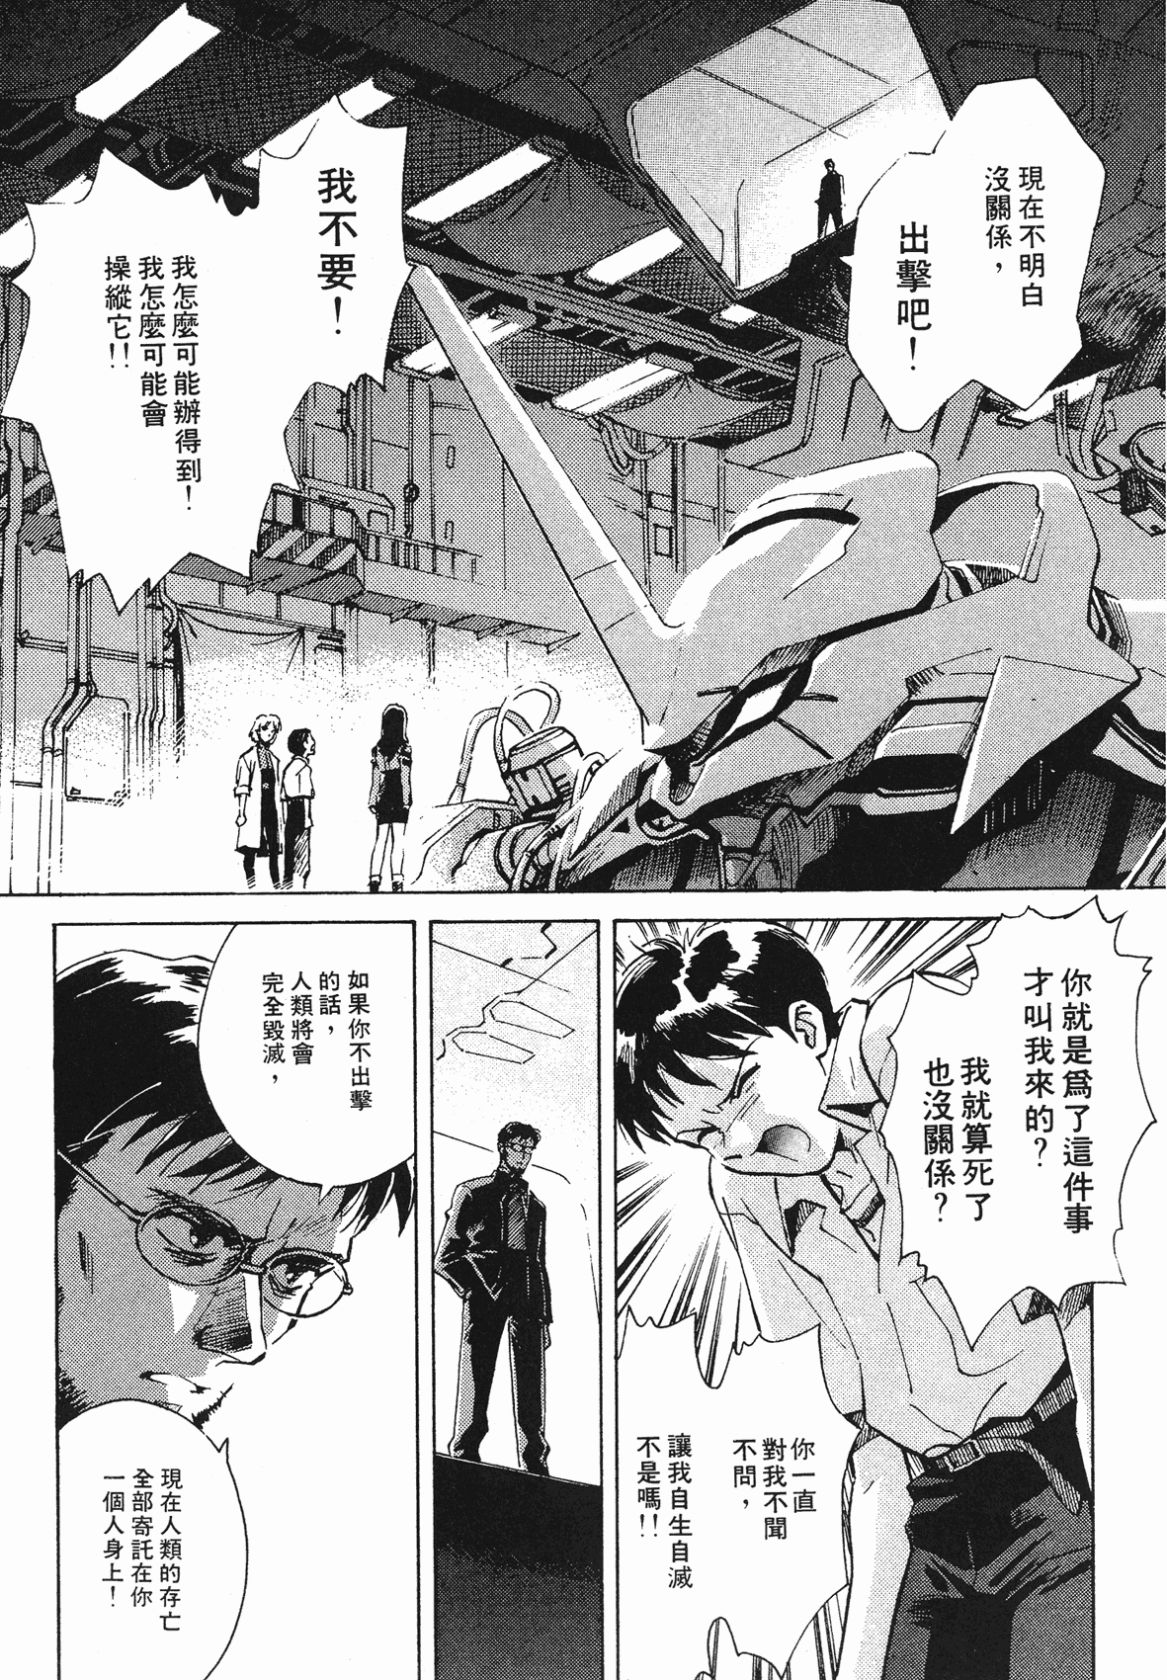 現在不明白
沒關係，
出擊吧！
我不要！
我怎麼可能辦得到！
我怎麼可能會
操縱它!!
你就是爲了這件事
才叫我來的？
我就算死了
也沒關係？
你一直
對我不聞
不問，
讓我自生自滅
不是嗎!!
如果你不出擊
的話，
人類將會
完全毀滅，
現在人類的存亡
全部寄託在你
一個人身上！